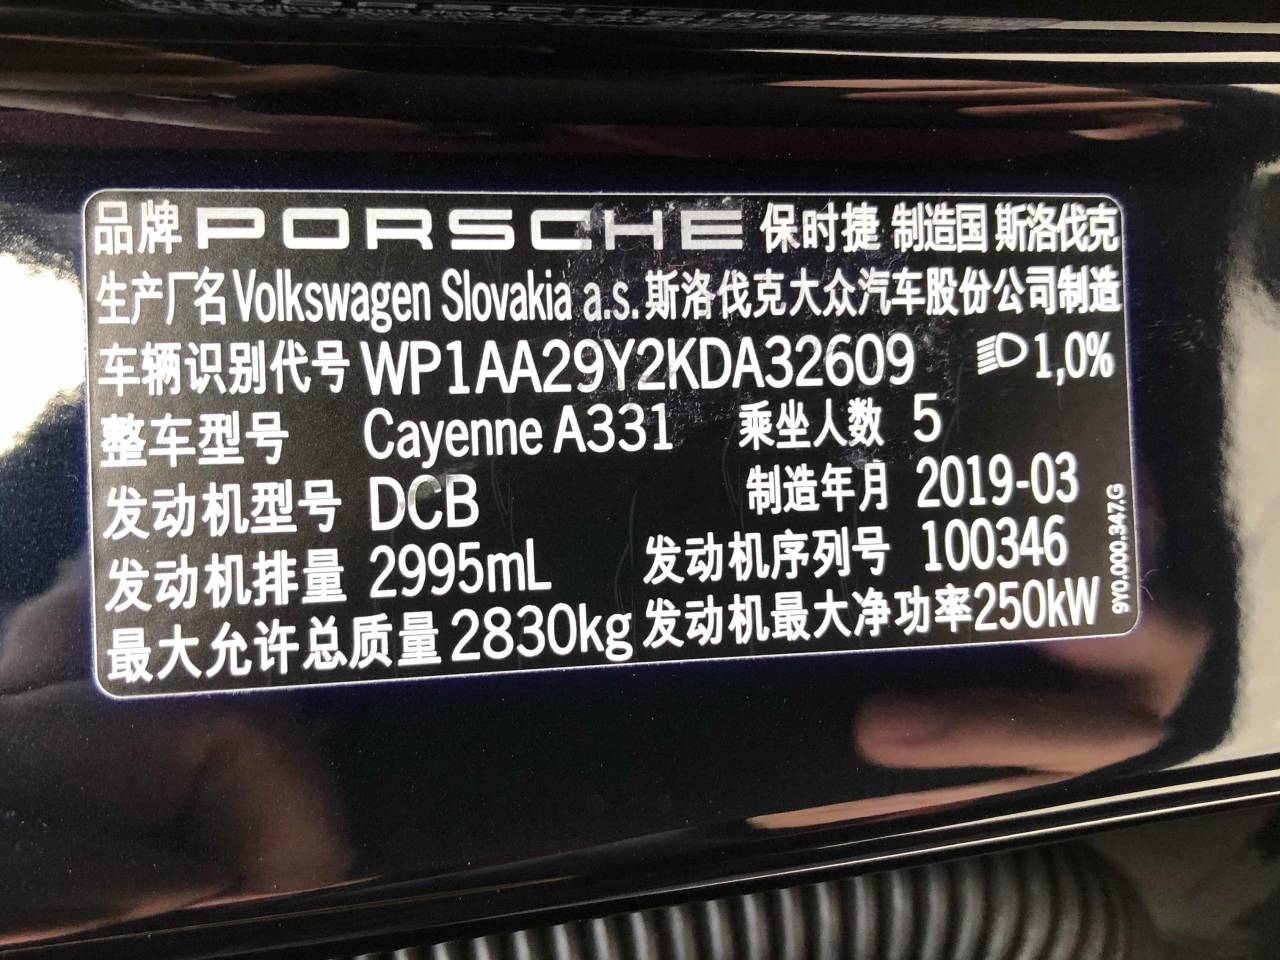 品牌 PORSCHE 保时捷 制造国 斯洛伐克
生产厂名 Volkswagen Slovakia a.s. 斯洛伐克大众汽车股份公司制造
车辆识别代号 WP1AA29Y2KDA32609 1,0%
整车型号 Cayenne A331 乘坐人数 5
发动机型号 DCB 制造年月 2019-03
发动机排量 2995mL 发动机序列号 100346
最大允许总质量 2830kg 发动机最大净功率 250kW
9Y0.000.347.G